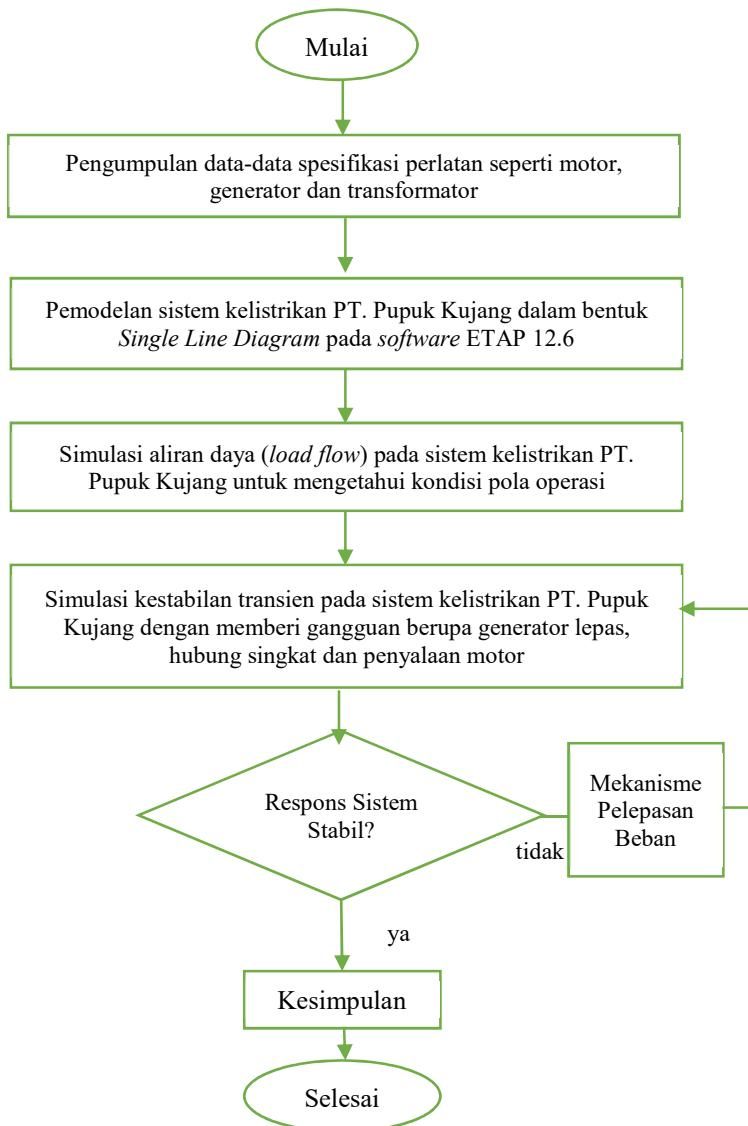 Mulai
Pengumpulan data-data spesifikasi perlatan seperti motor,
generator dan transformator
Pemodelan sistem kelistrikan PT. Pupuk Kujang dalam bentuk
Single Line Diagram pada software ETAP 12.6
Simulasi aliran daya (load flow) pada sistem kelistrikan PT.
Pupuk Kujang untuk mengetahui kondisi pola operasi
Simulasi kestabilan transien pada sistem kelistrikan PT. Pupuk
Kujang dengan memberi gangguan berupa generator lepas,
hubung singkat dan penyalaan motor
Respons Sistem
Stabil?
tidak
Mekanisme
Pelepasan
Beban
ya
Kesimpulan
Selesai